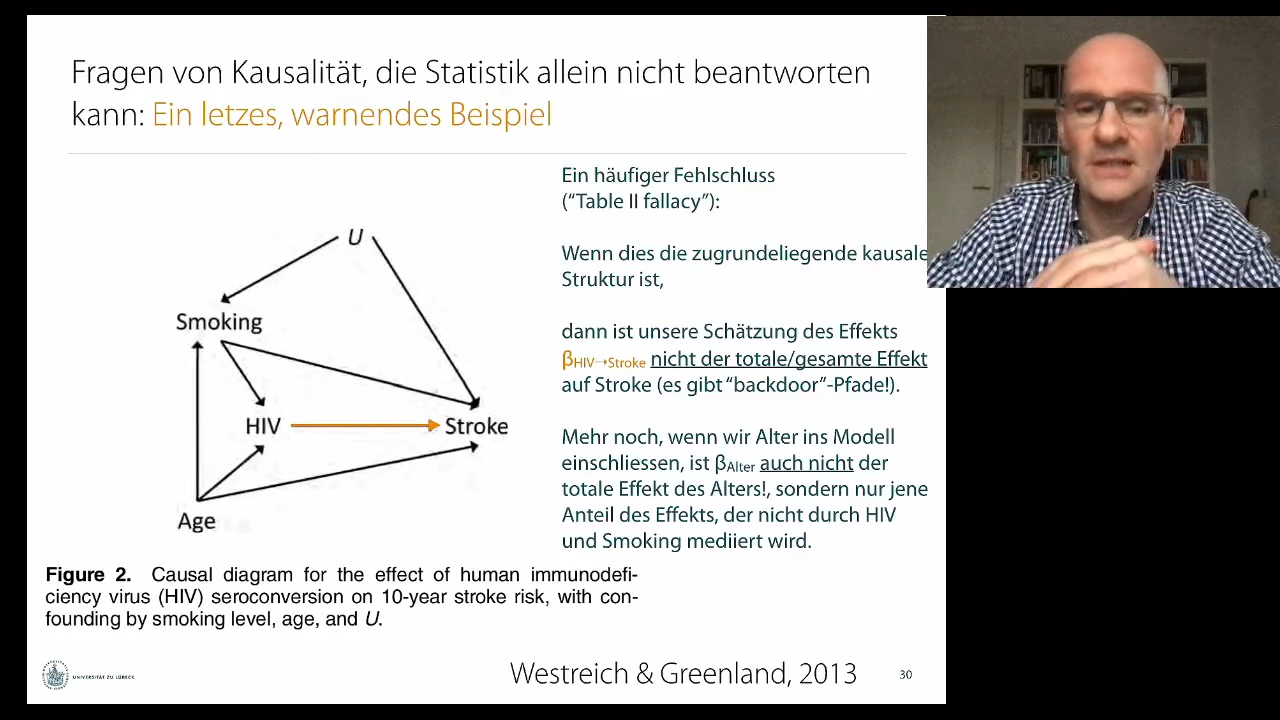 Fragen von Kausalität, die Statistik allein nicht beantworten
kann: Ein letzes, warnendes Beispiel
Ein häufiger Fehlschluss
("Table II fallacy"):
Wenn dies die zugrundeliegende kausale
Struktur ist,
dann ist unsere Schätzung des Effekts
βHIV→Stroke nicht der totale/gesamte Effekt
auf Stroke (es gibt "backdoor"-Pfade!).
Mehr noch, wenn wir Alter ins Modell
einschliessen, ist βAlter auch nicht der
totale Effekt des Alters!, sondern nur jene
Anteil des Effekts, der nicht durch HIV
und Smoking mediiert wird.
U
Smoking
HIV
Stroke
Age
Figure 2. Causal diagram for the effect of human immunodefi-
ciency virus (HIV) seroconversion on 10-year stroke risk, with con-
founding by smoking level, age, and U.
UNIVERSITÄT ZU LÜBECK
Westreich & Greenland, 2013
30